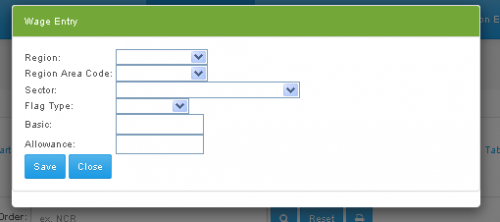 Wage Entry
Region:
Region Area Code:
Sector:
Flag Type:
Basic:
Allowance:
Save Close
Order: ex. NCR Reset